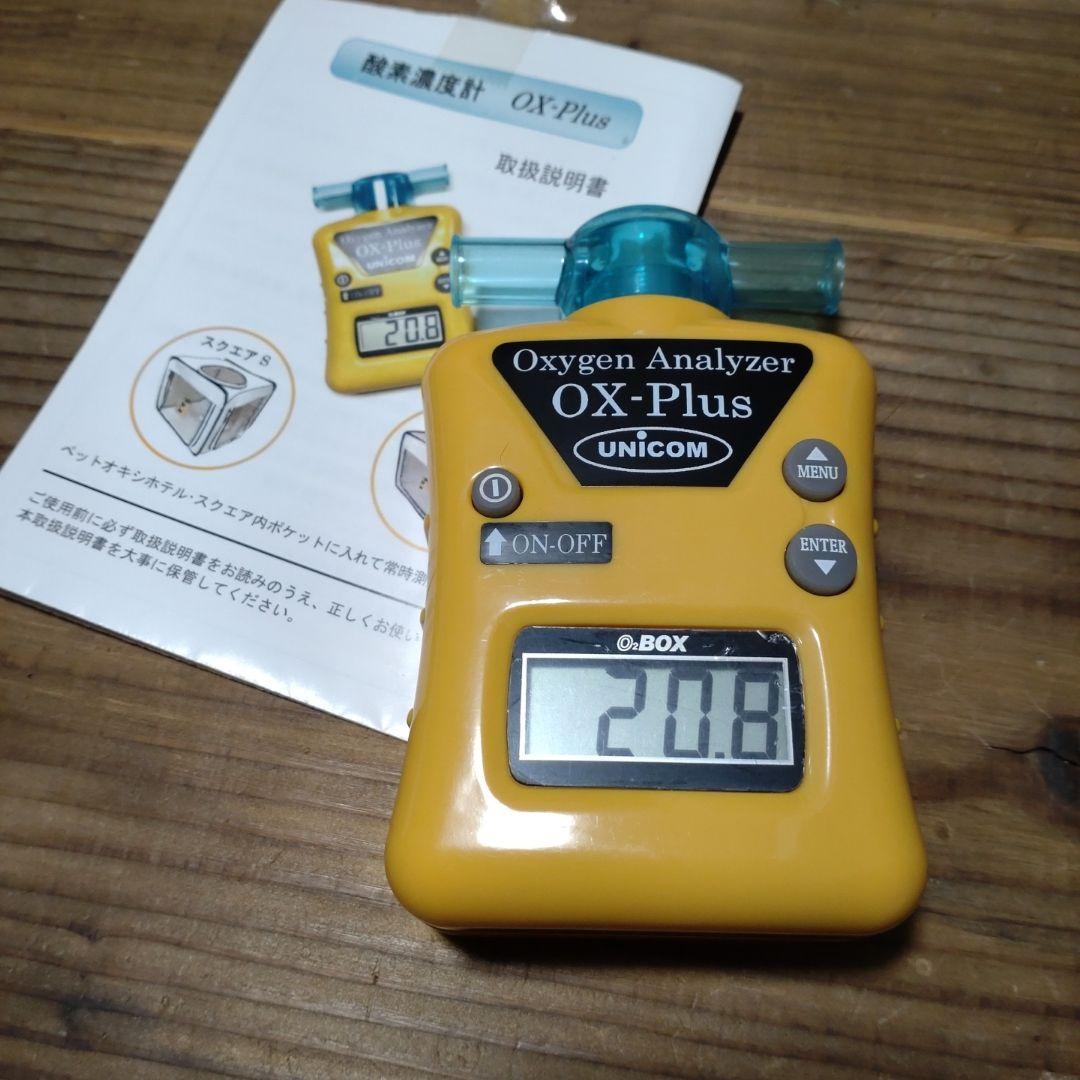 酸素濃度計 OX-Plus
取扱説明書
Oxygen Analyzer
OX-Plus
UNICOM
ON-OFF
20.8
スクエアS
ペットオキシホテル・スクエア内ポケットに入れて常時測
ご使用前に必ず取扱説明書をお読みのうえ、正しくお使い
本取扱説明書を大事に保管してください。
Oxygen Analyzer
OX-Plus
UNICOM
MENU
ON-OFF
ENTER
O₂BOX
20.8